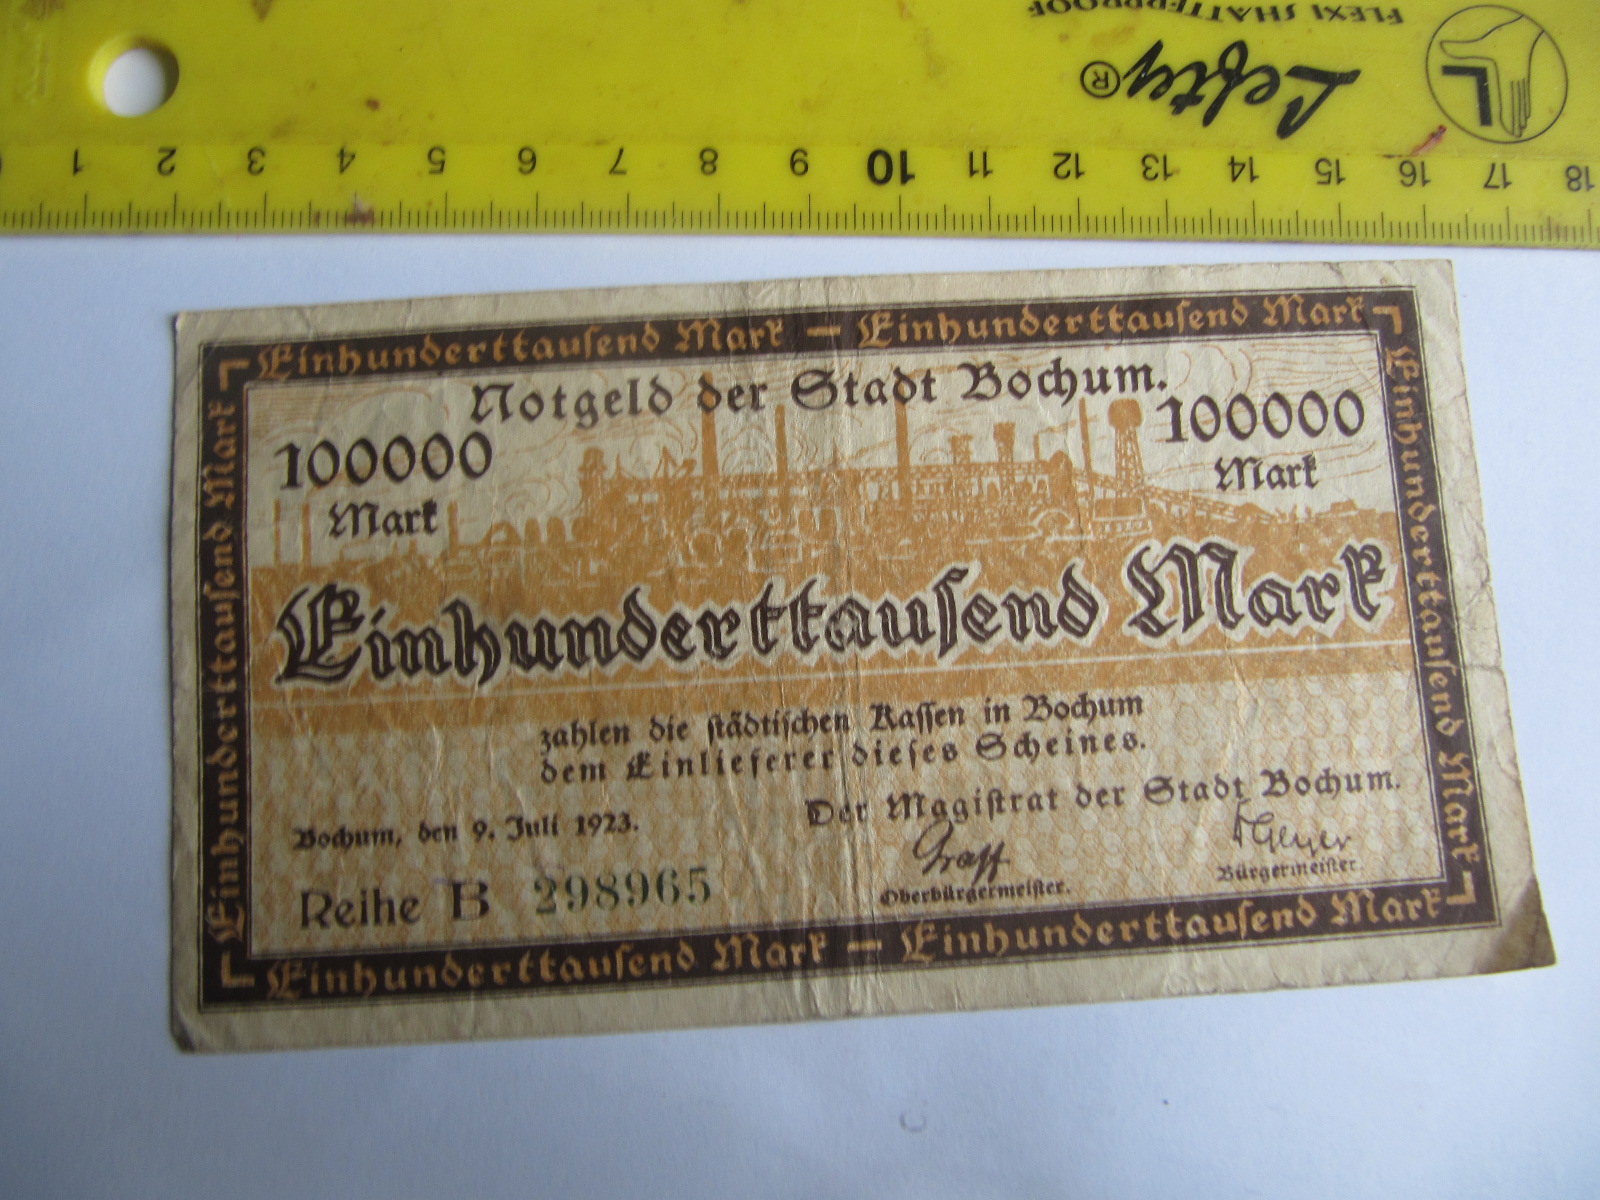 FLEXI SHATTERPROOF
Lefty®
L
1 2 3 4 5 6 7 8 9 10 11 12 13 14 15 16 17 18
Einhunderttausend Mark — Einhunderttausend Mark
Notgeld der Stadt Bochum.
100000
Mark
100000
Mark
Einhunderttausend Mark
zahlen die städtischen Kassen in Bochum
dem Einlieferer dieses Scheines.
Der Magistrat der Stadt Bochum.
Bochum, den 9. Juli 1923.
Graff
Geyer
Oberbürgermeister.
Bürgermeister.
Reihe B 298965
Einhunderttausend Mark — Einhunderttausend Mark
Einhunderttausend Mark
Einhunderttausend Mark